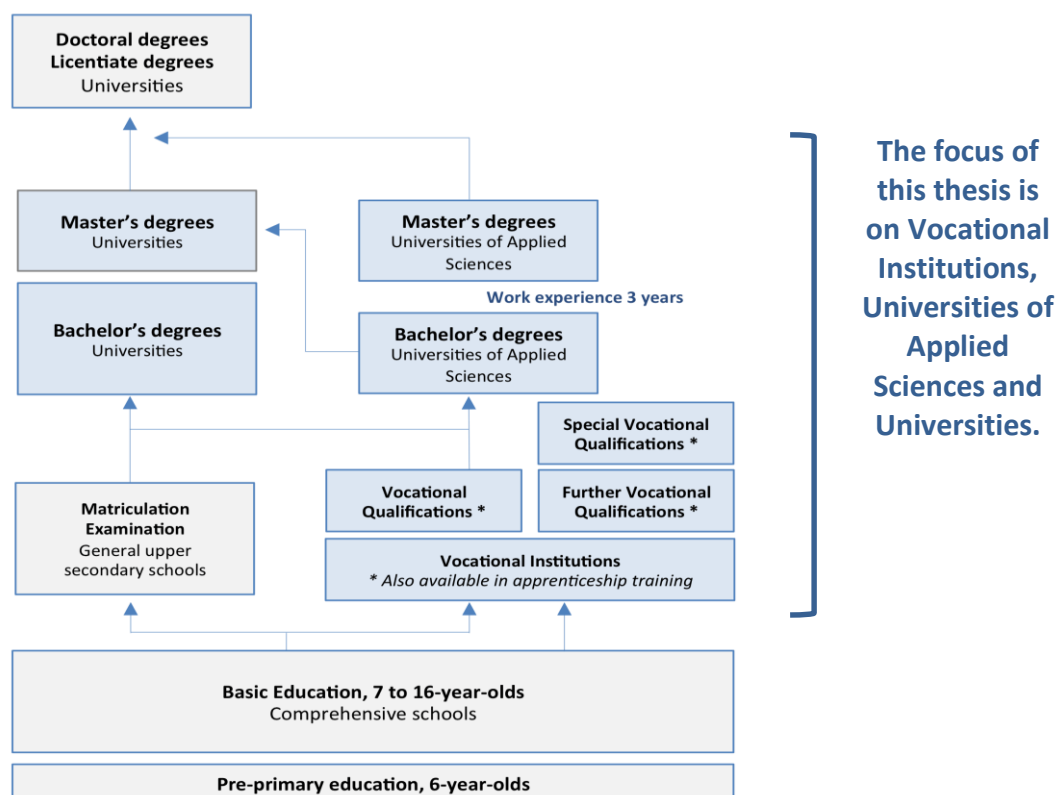 Doctoral degrees
Licentiate degrees
Universities
Master’s degrees
Universities
Master’s degrees
Universities of Applied
Sciences
Work experience 3 years
Bachelor’s degrees
Universities
Bachelor’s degrees
Universities of Applied
Sciences
Special Vocational
Qualifications *
Vocational
Qualifications *
Further Vocational
Qualifications *
Matriculation
Examination
General upper
secondary schools
Vocational Institutions
* Also available in apprenticeship training
Basic Education, 7 to 16-year-olds
Comprehensive schools
Pre-primary education, 6-year-olds
The focus of
this thesis is
on Vocational
Institutions,
Universities of
Applied
Sciences and
Universities.